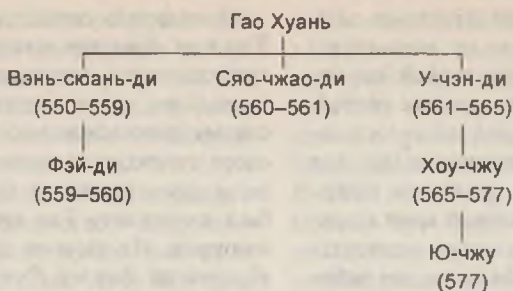 Гао Хуань
Вэнь-сюань-ди Сяо-чжао-ди У-чэн-ди
(550–559) (560–561) (561–565)
Фэй-ди Хоу-чжу
(559–560) (565–577)
Ю-чжу
(577)